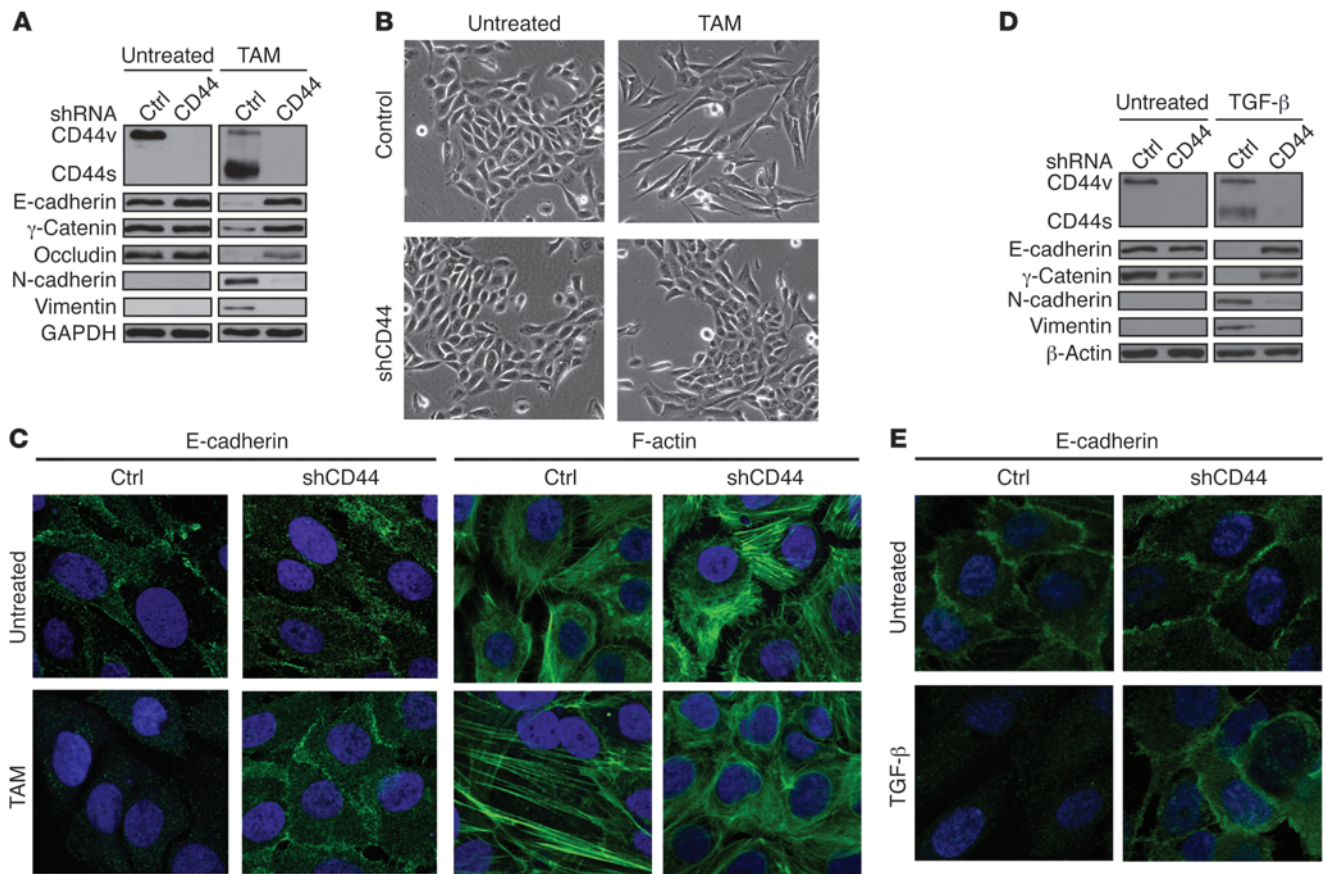 A
Untreated TAM
shRNA Ctrl CD44 Ctrl CD44
CD44v
CD44s
E-cadherin
γ-Catenin
Occludin
N-cadherin
Vimentin
GAPDH
B
Untreated TAM
Control
shCD44
D
Untreated TGF-β
shRNA Ctrl CD44 Ctrl CD44
CD44v
CD44s
E-cadherin
γ-Catenin
N-cadherin
Vimentin
β-Actin
C
E-cadherin F-actin
Ctrl shCD44 Ctrl shCD44
Untreated
TAM
E
E-cadherin
Ctrl shCD44
Untreated
TGF-β